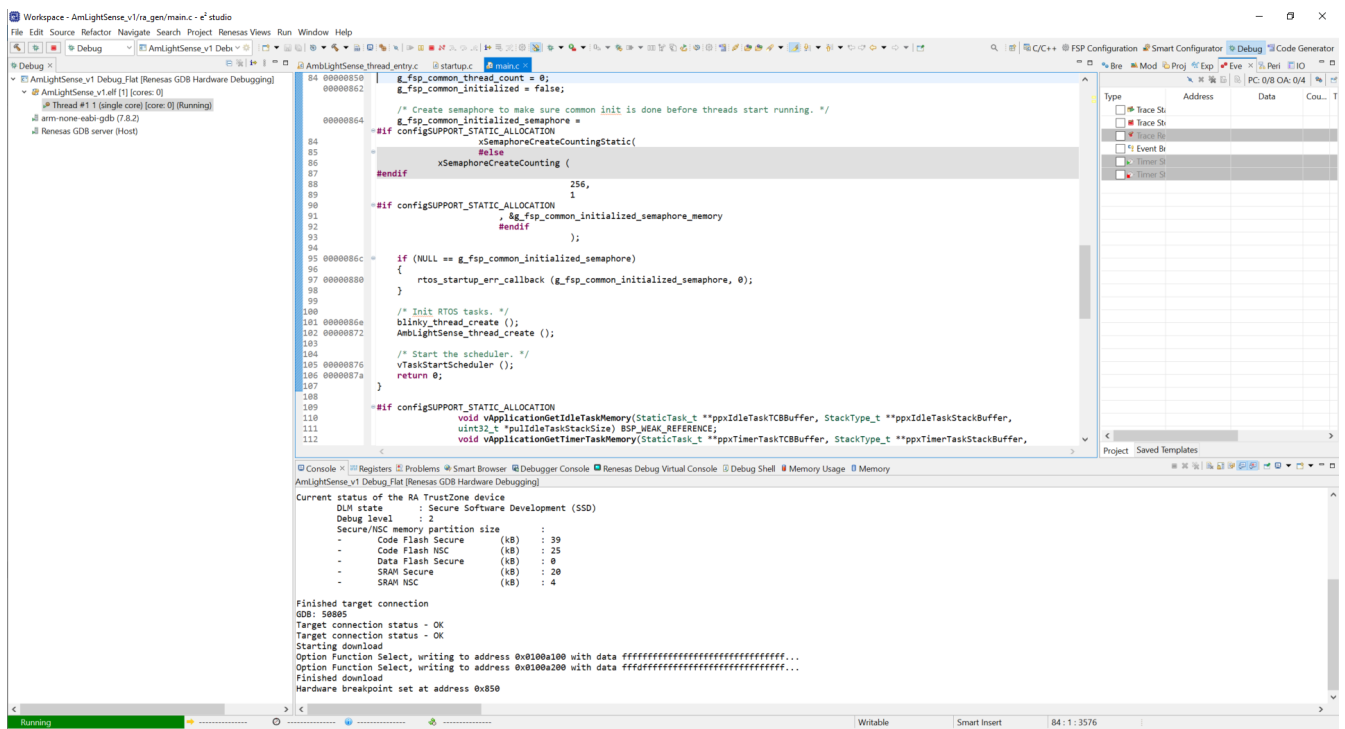 Workspace - AmLightSense_v1/ra_gen/main.c - e² studio
File Edit Source Refactor Navigate Search Project Renesas Views Run Window Help
Debug AmLightSense_v1 Debu
C/C++ FSP Configuration Smart Configurator Debug Code Generator
Debug
AmLightSense_v1 Debug_Flat [Renesas GDB Hardware Debugging]
AmLightSense_v1.elf [1] [cores: 0]
Thread #1 1 (single core) [core: 0] (Running)
arm-none-eabi-gdb (7.8.2)
Renesas GDB server (Host)
AmbLightSense_thread_entry.c startup.c main.c
84 00000850 g_fsp_common_thread_count = 0;
00000862 g_fsp_common_initialized = false;
/* Create semaphore to make sure common init is done before threads start running. */
00000864 g_fsp_common_initialized_semaphore =
#if configSUPPORT_STATIC_ALLOCATION
84 xSemaphoreCreateCountingStatic(
85 #else
86 xSemaphoreCreateCounting (
87 #endif
88 256,
89 1
90 #if configSUPPORT_STATIC_ALLOCATION
91 , &g_fsp_common_initialized_semaphore_memory
92 #endif
93 );
94
95 0000086c if (NULL == g_fsp_common_initialized_semaphore)
96 {
97 00000880 rtos_startup_err_callback (g_fsp_common_initialized_semaphore, 0);
98 }
99
100 /* Init RTOS tasks. */
101 0000086e blinky_thread_create ();
102 00000872 AmbLightSense_thread_create ();
103
104 /* Start the scheduler. */
105 00000876 vTaskStartScheduler ();
106 0000087a return 0;
107 }
108
109 #if configSUPPORT_STATIC_ALLOCATION
110 void vApplicationGetIdleTaskMemory(StaticTask_t **ppxIdleTaskTCBBuffer, StackType_t **ppxIdleTaskStackBuffer,
111 uint32_t *pulIdleTaskStackSize) BSP_WEAK_REFERENCE;
112 void vApplicationGetTimerTaskMemory(StaticTask_t **ppxTimerTaskTCBBuffer, StackType_t **ppxTimerTaskStackBuffer,
Bre Mod Proj Exp Eve Peri IO
PC: 0/8 OA: 0/4
Type Address Data Cou... T
Trace Sta
Trace Sto
Trace Re
Event Br
Timer St
Timer St
Project Saved Templates
Console Registers Problems Smart Browser Debugger Console Renesas Debug Virtual Console Debug Shell Memory Usage Memory
AmLightSense_v1 Debug_Flat [Renesas GDB Hardware Debugging]
Current status of the RA TrustZone device
DLM state : Secure Software Development (SSD)
Debug level : 2
Secure/NSC memory partition size :
- Code Flash Secure (kB) : 39
- Code Flash NSC (kB) : 25
- Data Flash Secure (kB) : 0
- SRAM Secure (kB) : 20
- SRAM NSC (kB) : 4
Finished target connection
GDB: 50805
Target connection status - OK
Target connection status - OK
Starting download
Option Function Select, writing to address 0x0100a100 with data ffffffffffffffffffffffffffffffff...
Option Function Select, writing to address 0x0100a200 with data fffdffffffffffffffffffffffffffff...
Finished download
Hardware breakpoint set at address 0x850
Running --------------- --------------- --------------- --------------- Writable Smart Insert 84 : 1 : 3576